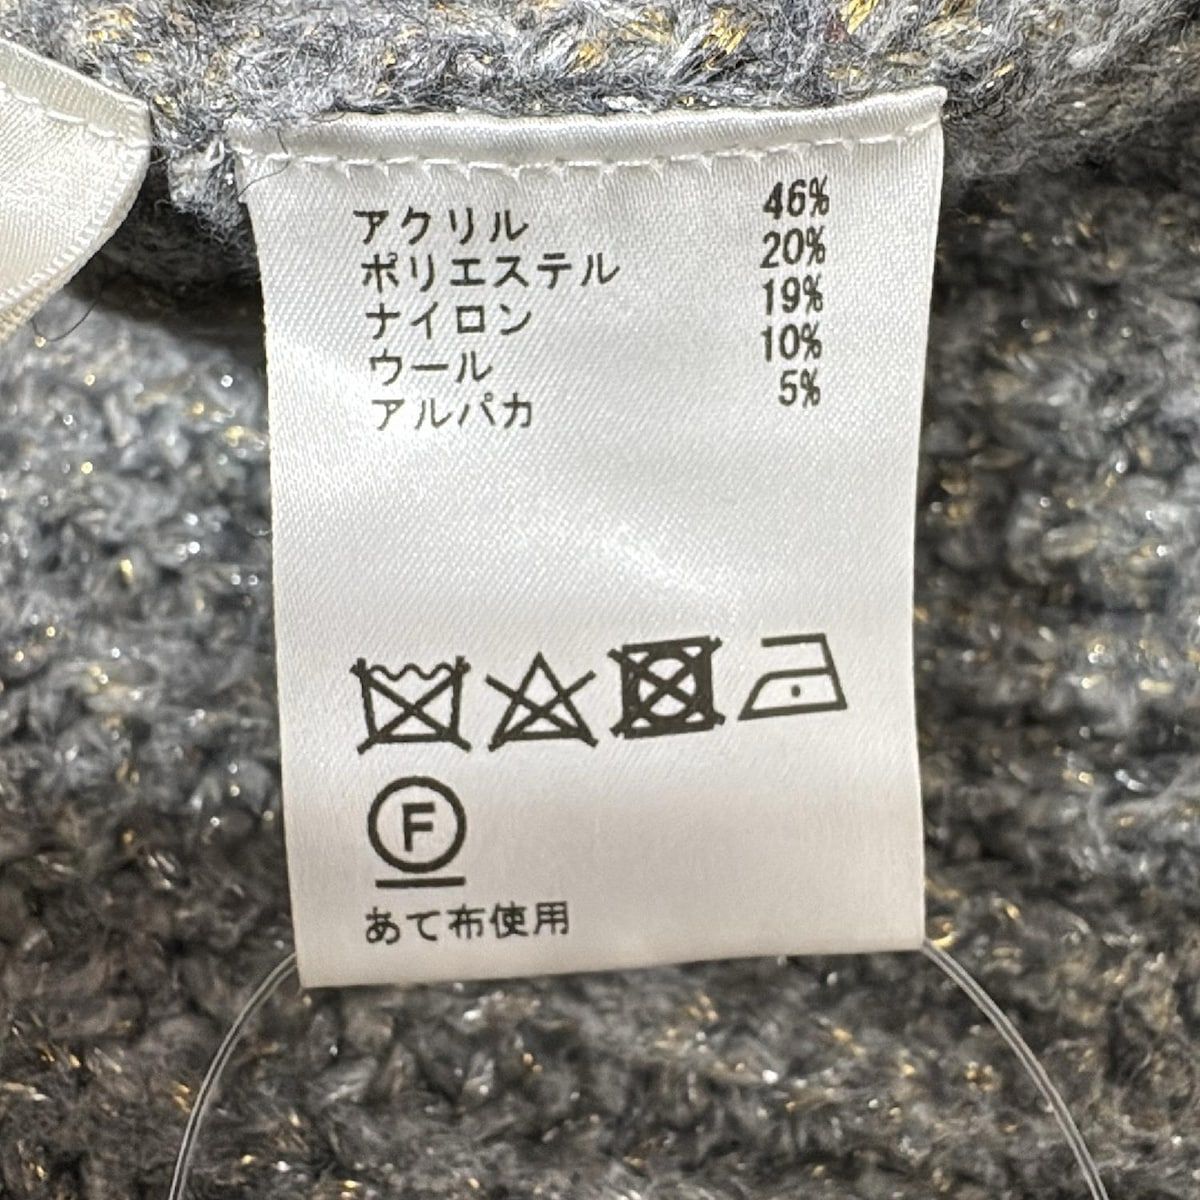 アクリル 46%
ポリエステル 20%
ナイロン 19%
ウール 10%
アルパカ 5%
F
あて布使用